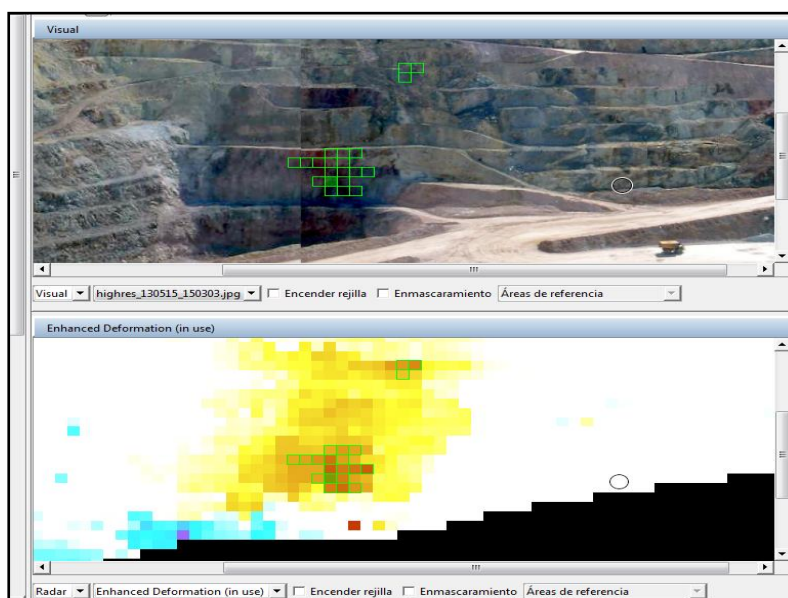 Visual
Visual highres_130515_150303.jpg Encender rejilla Enmascaramiento Áreas de referencia
Enhanced Deformation (in use)
Radar Enhanced Deformation (in use) Encender rejilla Enmascaramiento Áreas de referencia